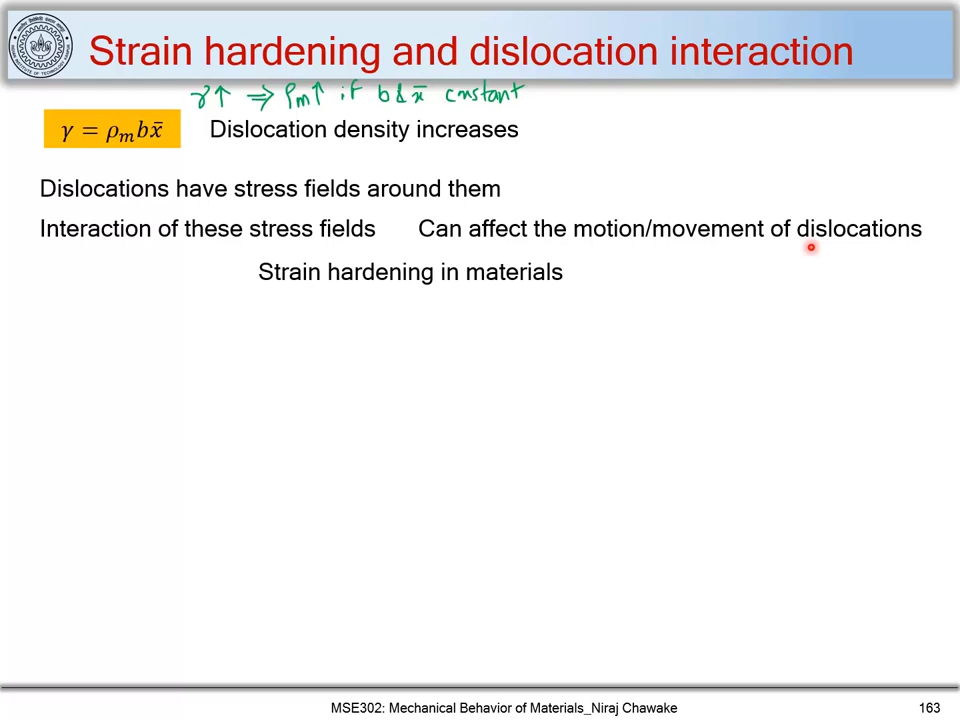 Strain hardening and dislocation interaction
γ↑ ⇒ ρm↑ if b & x̄ constant
γ = ρₘbx̄ Dislocation density increases
Dislocations have stress fields around them
Interaction of these stress fields Can affect the motion/movement of dislocations
Strain hardening in materials
MSE302: Mechanical Behavior of Materials_Niraj Chawake 163